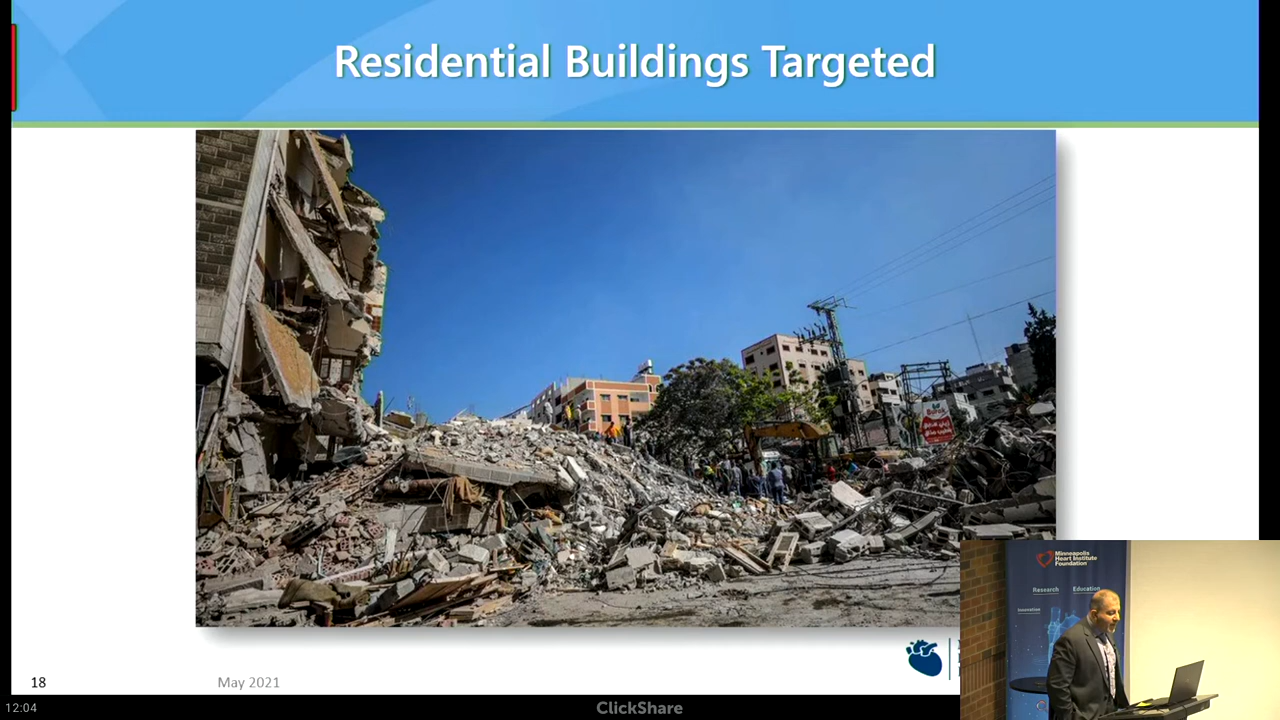 Residential Buildings Targeted
Minneapolis
Heart Institute
Foundation
Research
Education
Innovation
18
May 2021
12:04
ClickShare